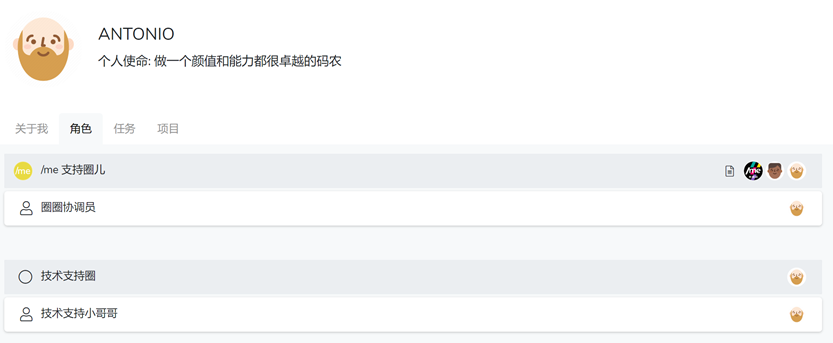 ANTONIO
个人使命: 做一个颜值和能力都很卓越的码农
关于我 角色 任务 项目
/me /me 支持圈儿 /me
圈圈协调员
技术支持圈
技术支持小哥哥